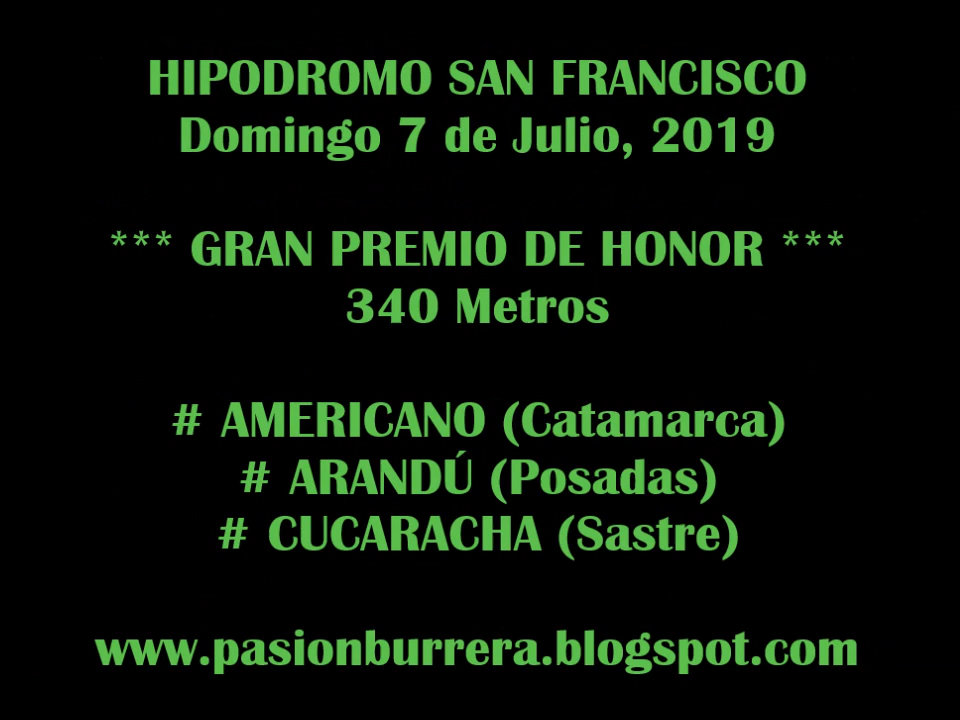 HIPODROMO SAN FRANCISCO
Domingo 7 de Julio, 2019
*** GRAN PREMIO DE HONOR ***
340 Metros
# AMERICANO (Catamarca)
# ARANDÚ (Posadas)
# CUCARACHA (Sastre)
www.pasionburrera.blogspot.com